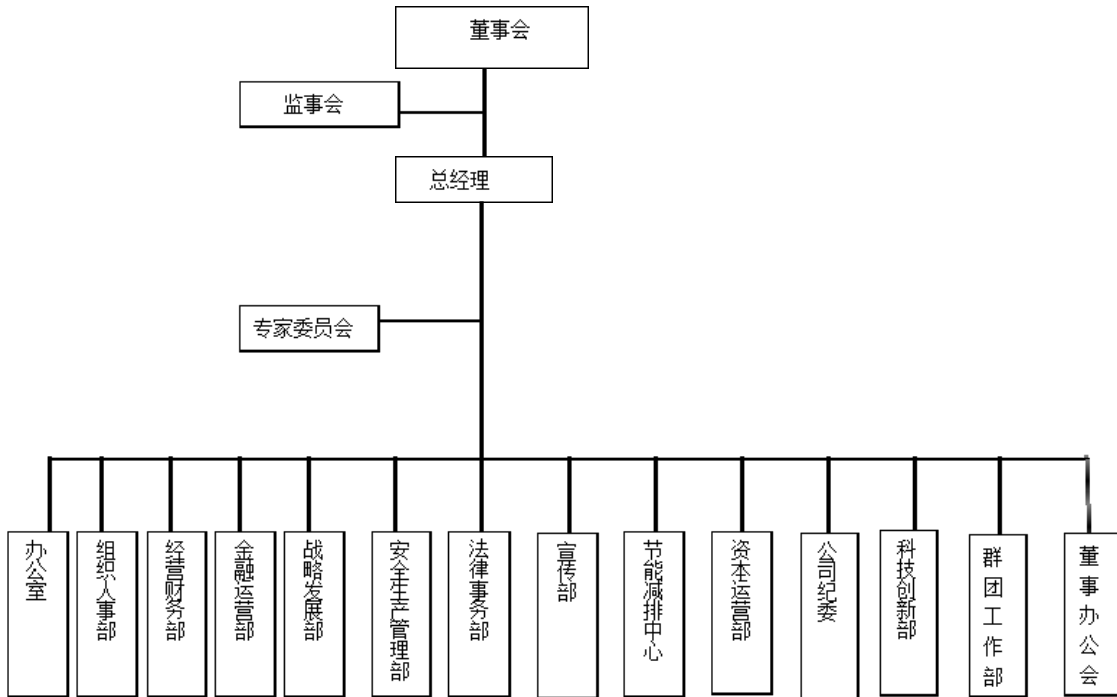 董事会
监事会
总经理
专家委员会
办公室
组织人事部
经营财务部
金融运营部
战略发展部
安全生产管理部
法律事务部
宣传部
节能减排中心
资本运营部
公司纪委
科技创新部
群团工作部
董事办公会